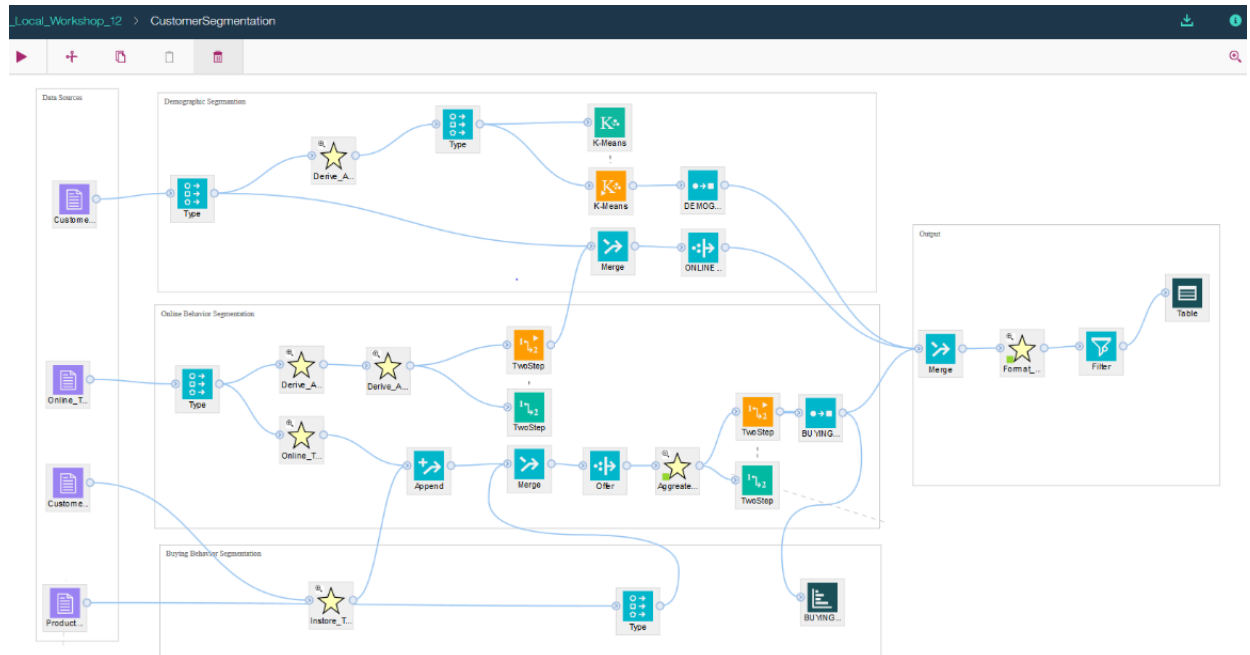 _Local_Workshop_12 > CustomerSegmentation
Data Sources
Demographic Segmantion
Type
K-Means
Derive_A...
K-Means
DEMOG...
Custome...
Type
Merge
ONLINE...
Output
Table
Online Behavior Segmentation
TwoStep
Merge
Format_...
Filter
Online_T...
Type
Derive_A...
Derive_A...
TwoStep
Online_T...
TwoStep
BUYING...
Custome...
Append
Merge
Offer
Aggreate...
TwoStep
Buying Behavior Segmentation
Product...
Instore_T...
Type
BUYING...